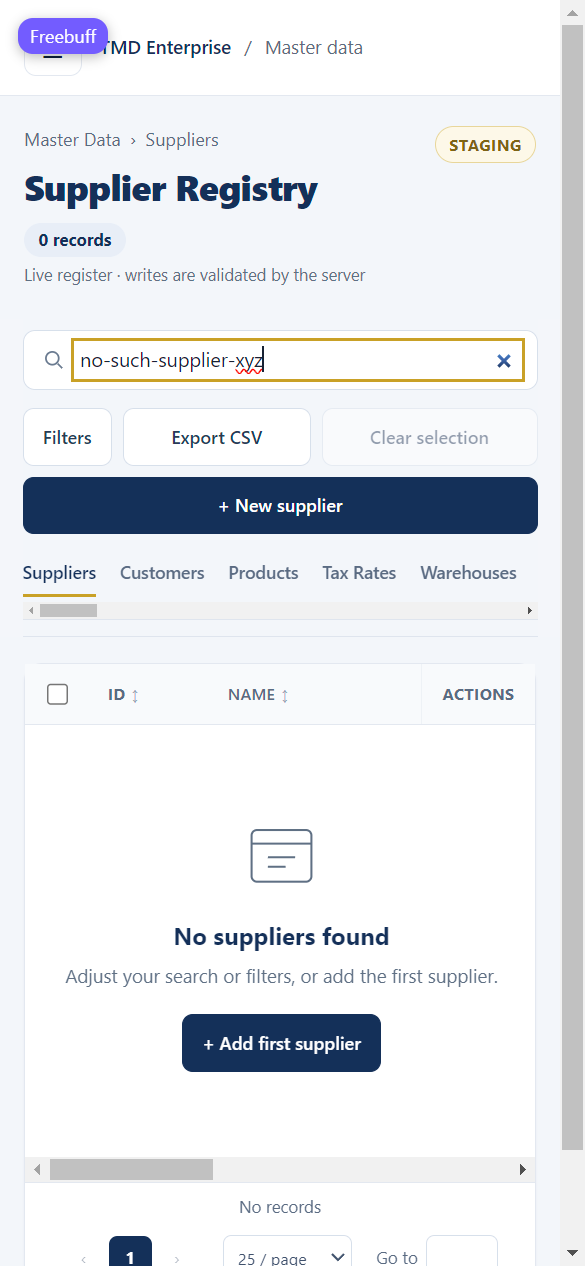 Freebuff
TMD Enterprise / Master data
Master Data › Suppliers
STAGING
Supplier Registry
0 records
Live register · writes are validated by the server
no-such-supplier-xyz
Filters
Export CSV
Clear selection
+ New supplier
Suppliers Customers Products Tax Rates Warehouses
ID ↕ NAME ↕ ACTIONS
No suppliers found
Adjust your search or filters, or add the first supplier.
+ Add first supplier
No records
‹ 1 › 25 / page Go to